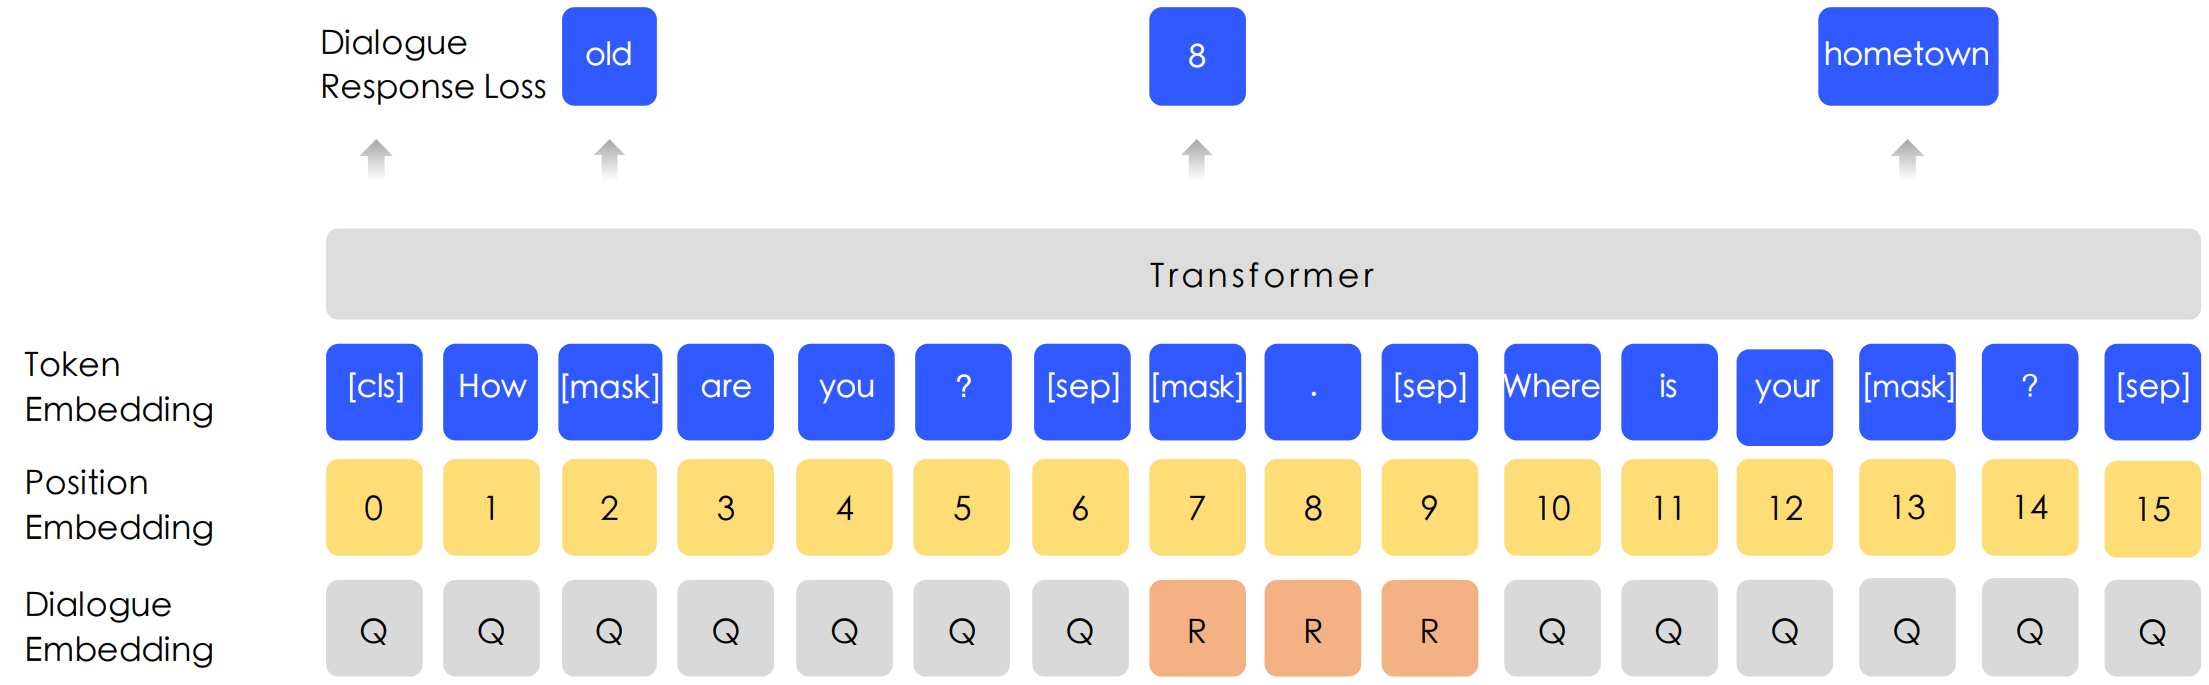 Dialogue
Response Loss
old
8
hometown
Transformer
Token
Embedding
[cls] How [mask] are you ? [sep] [mask] . [sep] Where is your [mask] ? [sep]
Position
Embedding
0 1 2 3 4 5 6 7 8 9 10 11 12 13 14 15
Dialogue
Embedding
Q Q Q Q Q Q Q R R R Q Q Q Q Q Q